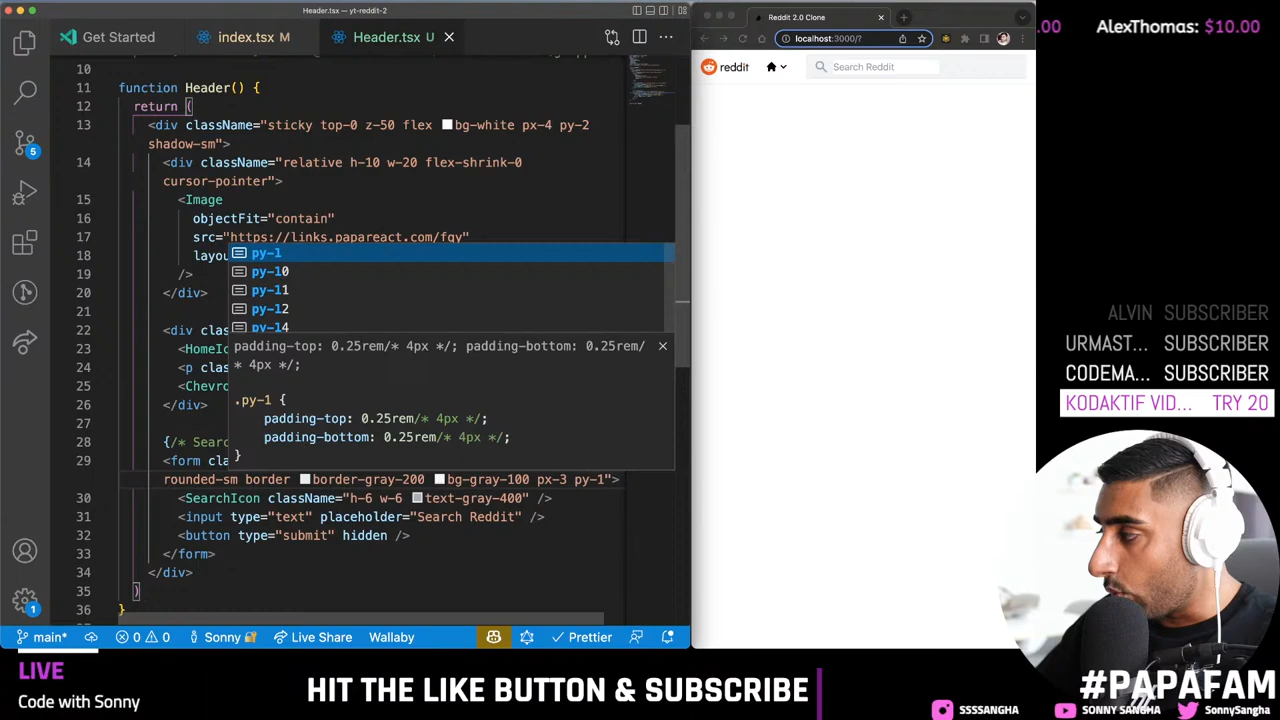 Header.tsx — yt-reddit-2
Get Started
index.tsx M
Header.tsx U
10
11 function Header() {
12 return (
13 <div className="sticky top-0 z-50 flex bg-white px-4 py-2
shadow-sm">
14 <div className="relative h-10 w-20 flex-shrink-0
cursor-pointer">
15 <Image
16 objectFit="contain"
17 src="https://links.papareact.com/fqy"
18 layou
19 />
20 </div>
21
22 <div clas
23 <HomeIc
24 <p clas
25 <Chevro
26 </div>
27
28 {/* Sear
29 <form cla
rounded-sm border border-gray-200 bg-gray-100 px-3 py-1">
30 <SearchIcon className="h-6 w-6 text-gray-400" />
31 <input type="text" placeholder="Search Reddit" />
32 <button type="submit" hidden />
33 </form>
34 </div>
35 )
36 }
py-1
py-10
py-11
py-12
py-14
padding-top: 0.25rem/* 4px */; padding-bottom: 0.25rem/
* 4px */;
.py-1 {
padding-top: 0.25rem/* 4px */;
padding-bottom: 0.25rem/* 4px */;
}
5
1
main*
0 0
Sonny
Live Share
Wallaby
Prettier
Reddit 2.0 Clone
localhost:3000/?
reddit
Search Reddit
.00 AlexThomas: $10.00
ALVIN SUBSCRIBER
URMAST... SUBSCRIBER
CODEMA... SUBSCRIBER
KODAKTIF VID... TRY 20
LIVE
Code with Sonny
HIT THE LIKE BUTTON & SUBSCRIBE
#PAPAFAM
SSSSANGHA SONNY SANGHA SonnySangha